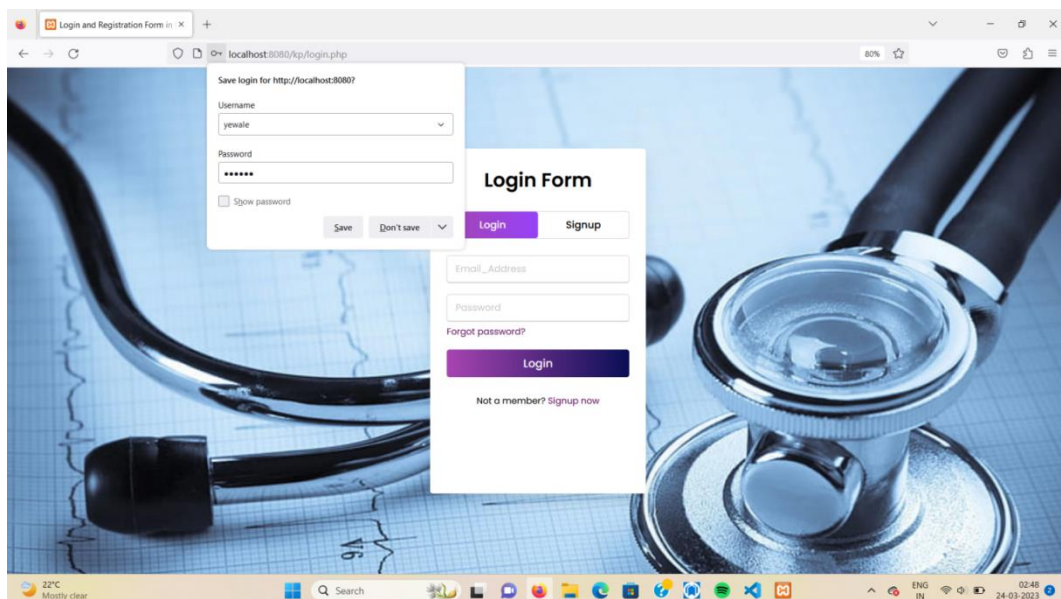 Login and Registration Form in
localhost:8080/kp/login.php
80%
Save login for http://localhost:8080?
Username
yewale
Password
Show password
Save
Don't save
Login Form
Login
Signup
Email_Address
Password
Forgot password?
Login
Not a member? Signup now
22°C
Mostly clear
Search
ENG
IN
02:48
24-03-2023